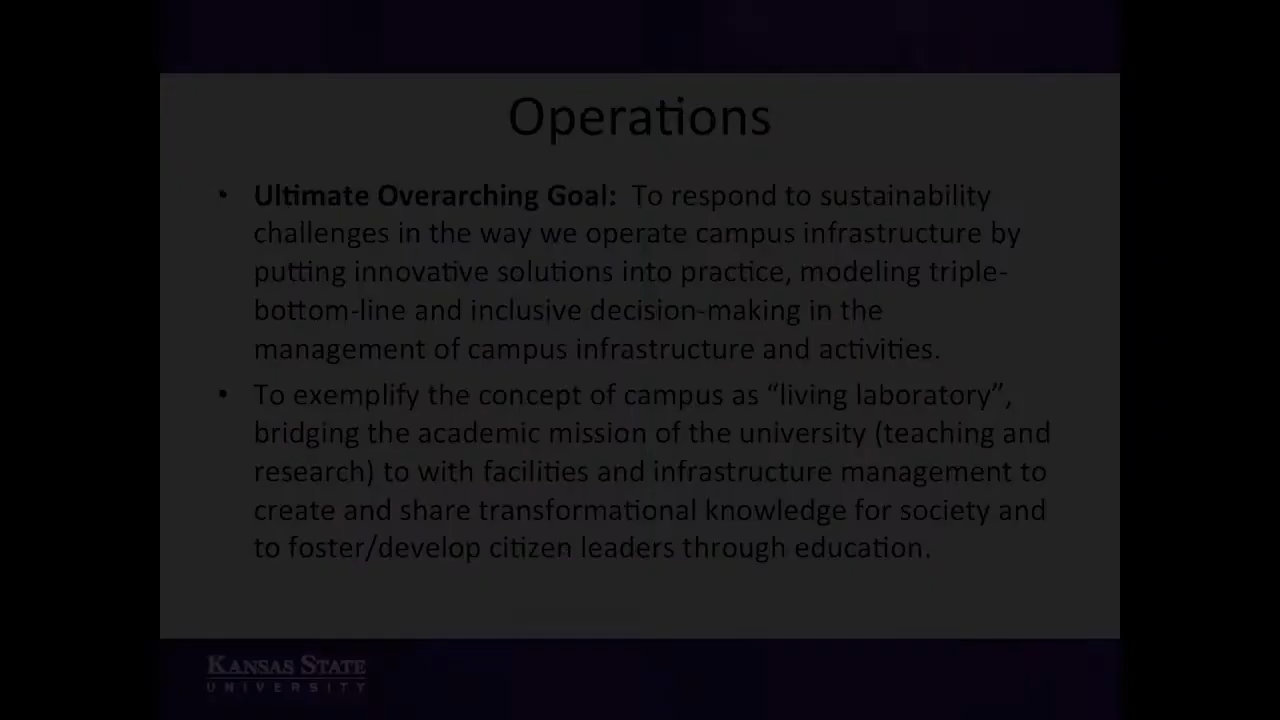 Operations
• Ultimate Overarching Goal: To respond to sustainability
challenges in the way we operate campus infrastructure by
putting innovative solutions into practice, modeling triple-
bottom-line and inclusive decision-making in the
management of campus infrastructure and activities.
• To exemplify the concept of campus as “living laboratory”,
bridging the academic mission of the university (teaching and
research) to with facilities and infrastructure management to
create and share transformational knowledge for society and
to foster/develop citizen leaders through education.
KANSAS STATE
UNIVERSITY